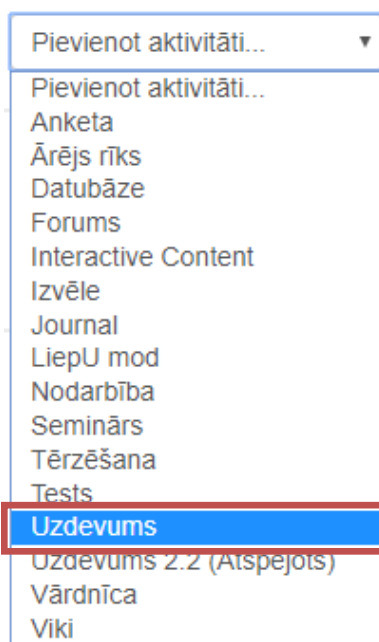 Pievienot aktivitāti...
Pievienot aktivitāti...
Anketa
Ārējs rīks
Datubāze
Forums
Interactive Content
Izvēle
Journal
LiepU mod
Nodarbība
Seminārs
Tērzēšana
Tests
Uzdevums
Uzdevums 2.2 (Atspējots)
Vārdnīca
Viki